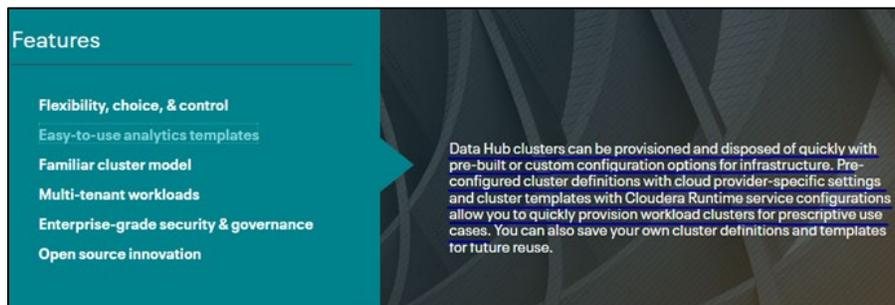 Features
Flexibility, choice, & control
Easy-to-use analytics templates
Familiar cluster model
Multi-tenant workloads
Enterprise-grade security & governance
Open source innovation
Data Hub clusters can be provisioned and disposed of quickly with
pre-built or custom configuration options for infrastructure. Pre-
configured cluster definitions with cloud provider-specific settings
and cluster templates with Cloudera Runtime service configurations
allow you to quickly provision workload clusters for prescriptive use
cases. You can also save your own cluster definitions and templates
for future reuse.